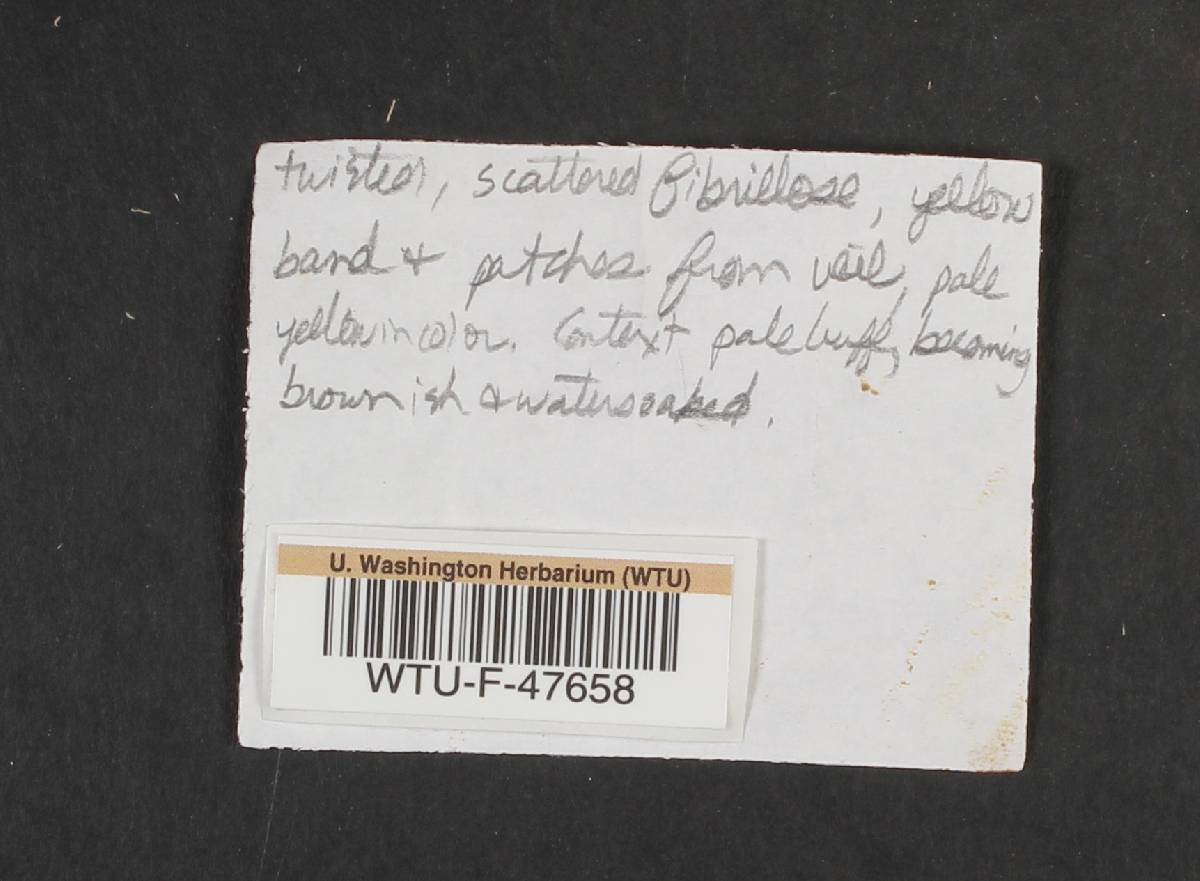 twisted, scattered fibrillose, yellow
band & patches from veil, pale
yellow in color. Context pale buff, becoming
brownish & watersoaked.
U. Washington Herbarium (WTU)
WTU-F-47658